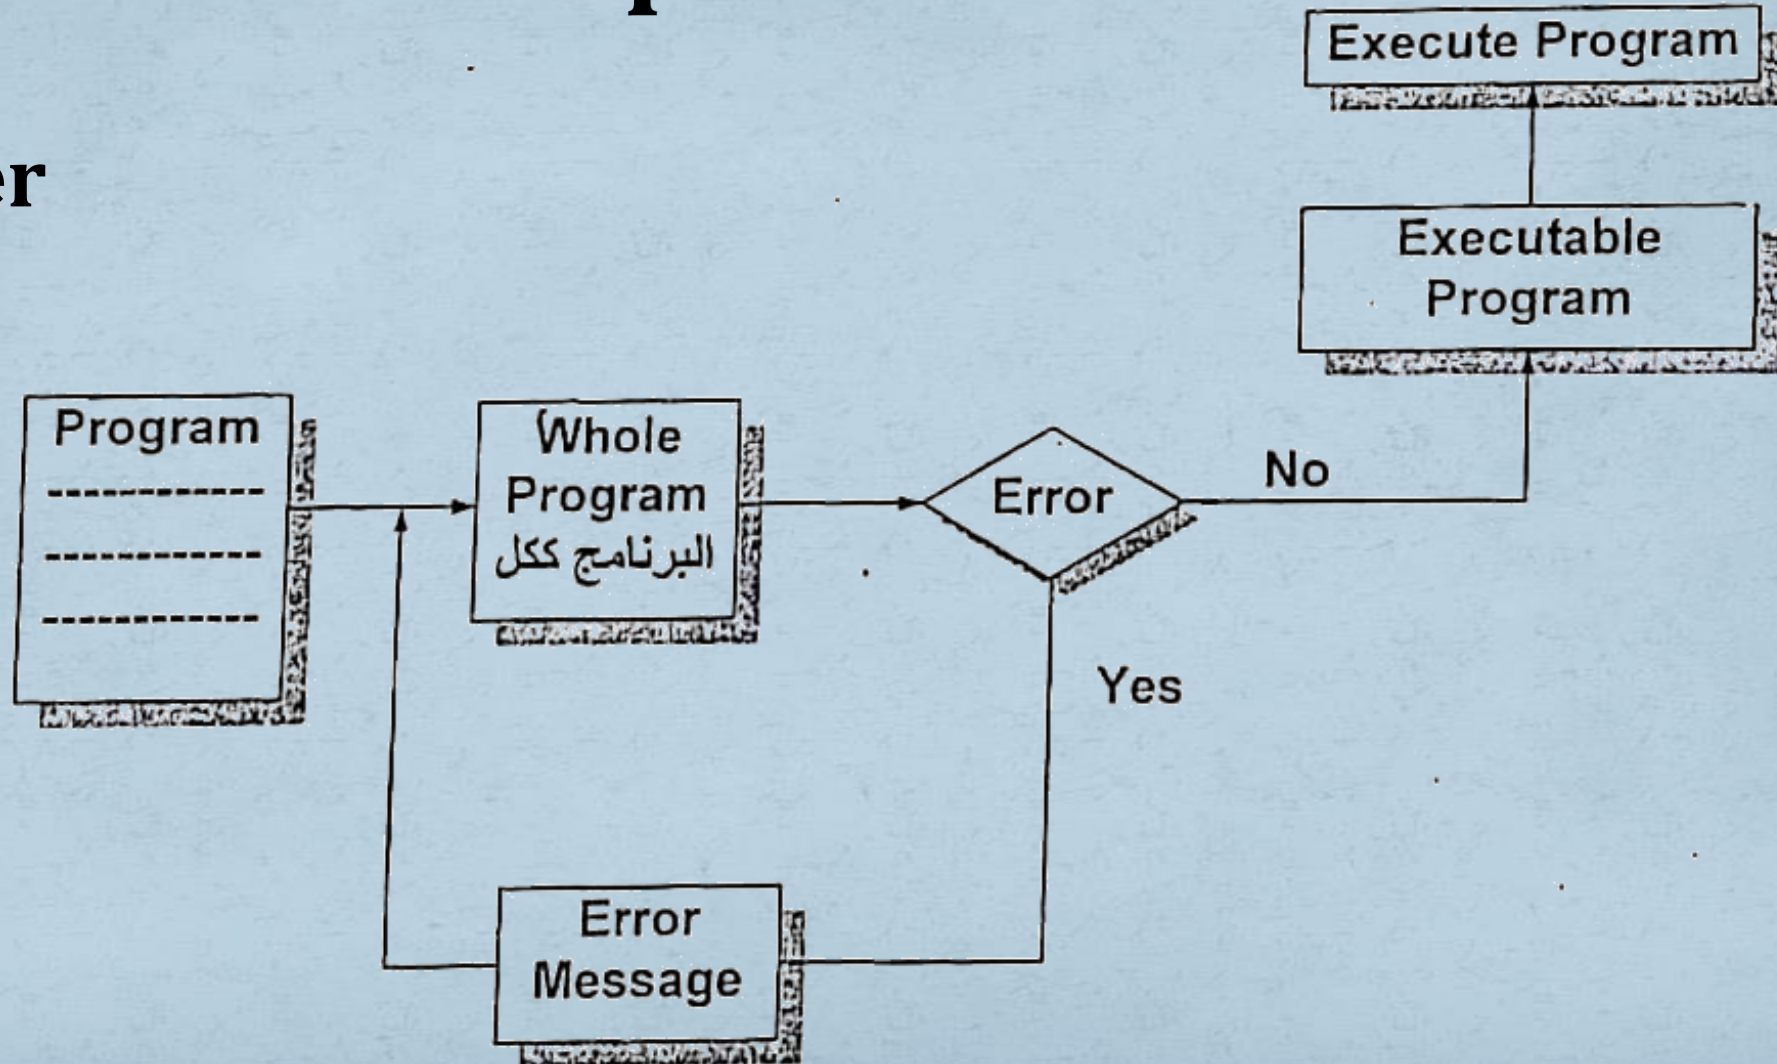 er
Execute Program
Executable
Program
Program
Whole
Program
البرنامج ككل
Error
No
Yes
Error
Message